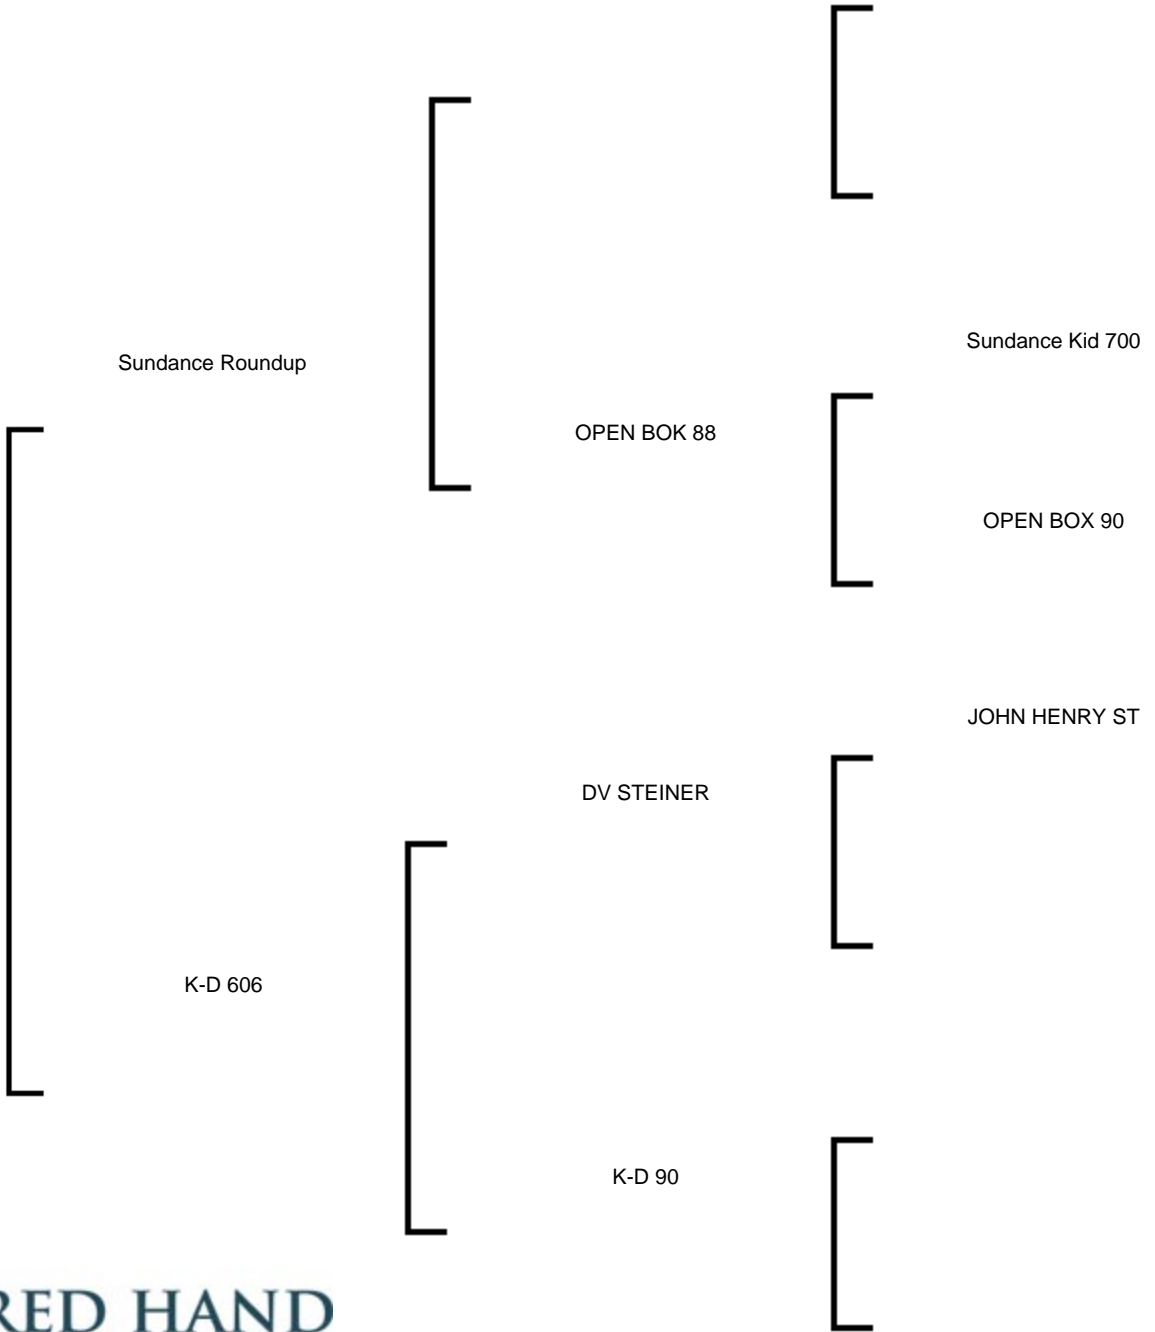 Sundance Kid 700
Sundance Roundup
OPEN BOK 88
OPEN BOX 90
JOHN HENRY ST
DV STEINER
K-D 606
K-D 90
RED HAND